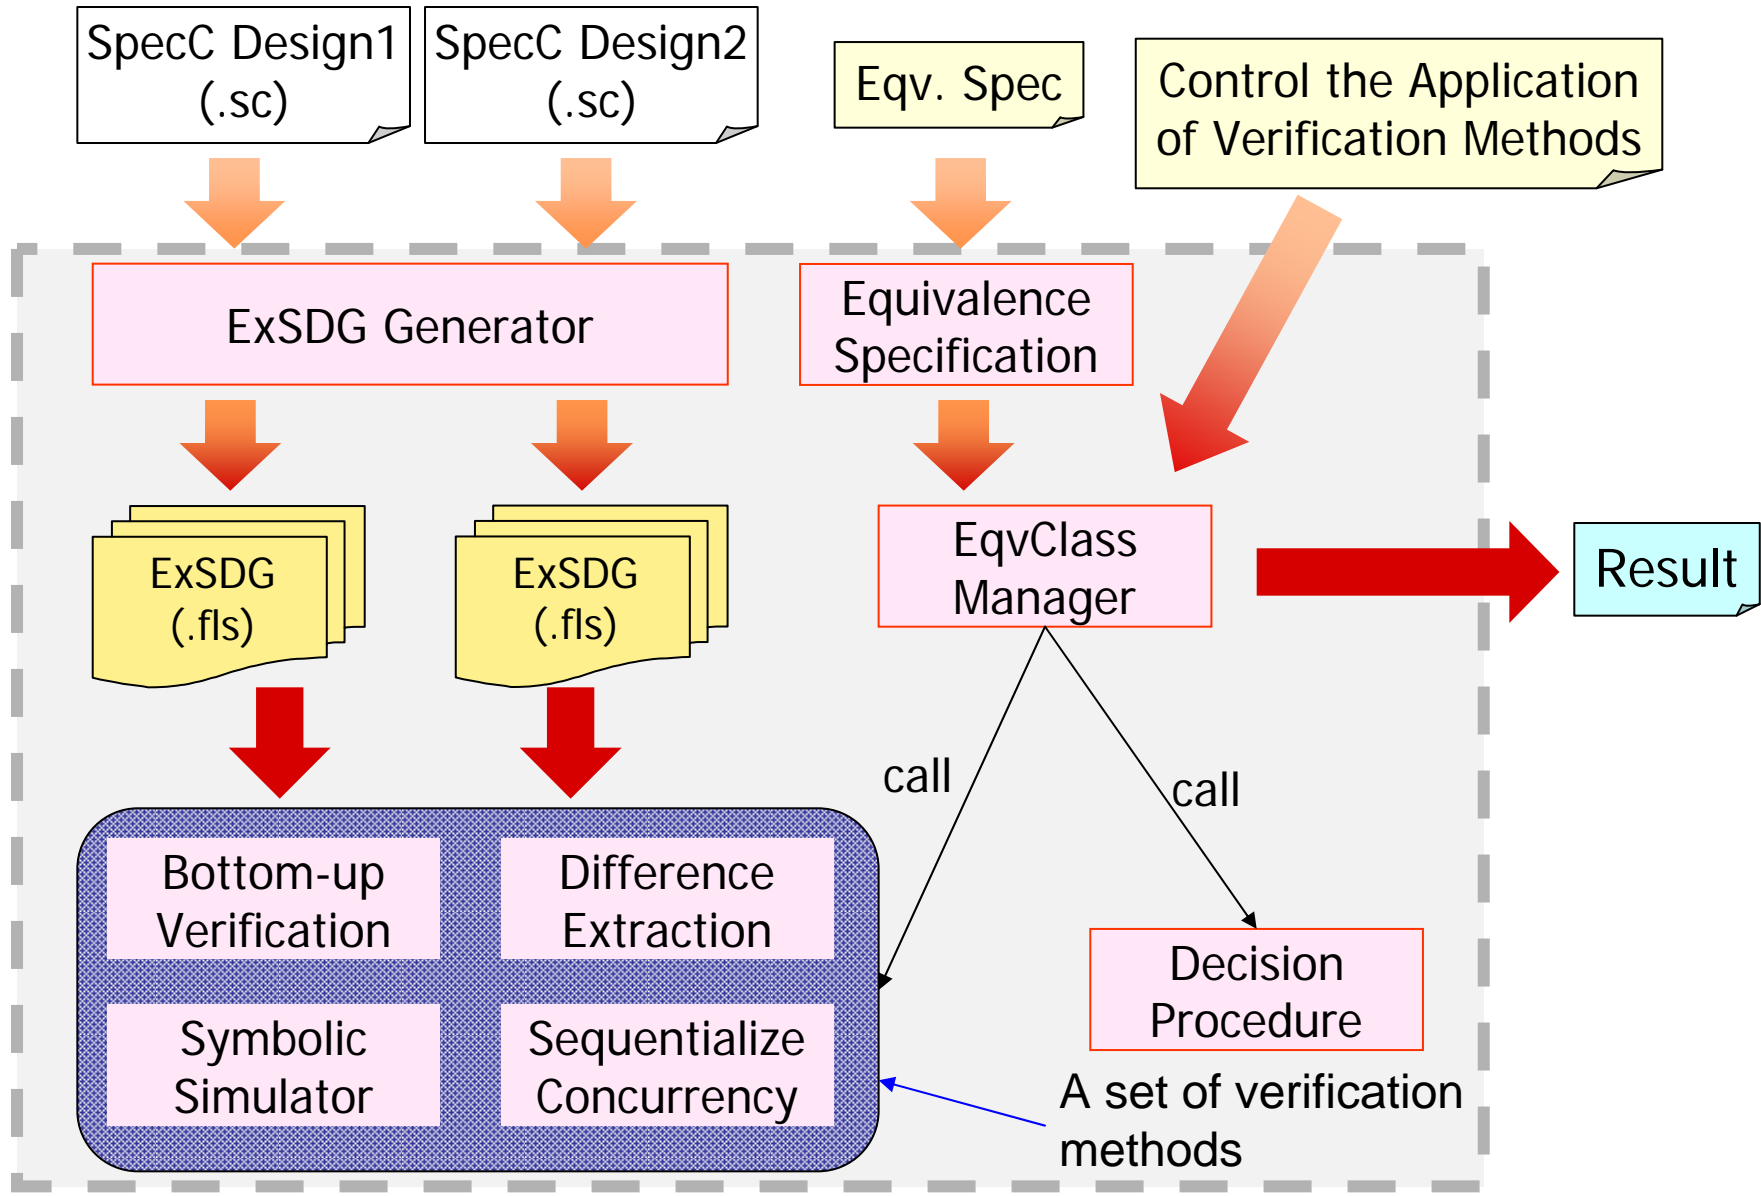 SpecC Design1
(.sc)
SpecC Design2
(.sc)
Eqv. Spec
Control the Application
of Verification Methods
ExSDG Generator
Equivalence
Specification
ExSDG
(.fls)
ExSDG
(.fls)
EqvClass
Manager
Result
call
call
Bottom-up
Verification
Difference
Extraction
Symbolic
Simulator
Sequentialize
Concurrency
Decision
Procedure
A set of verification
methods